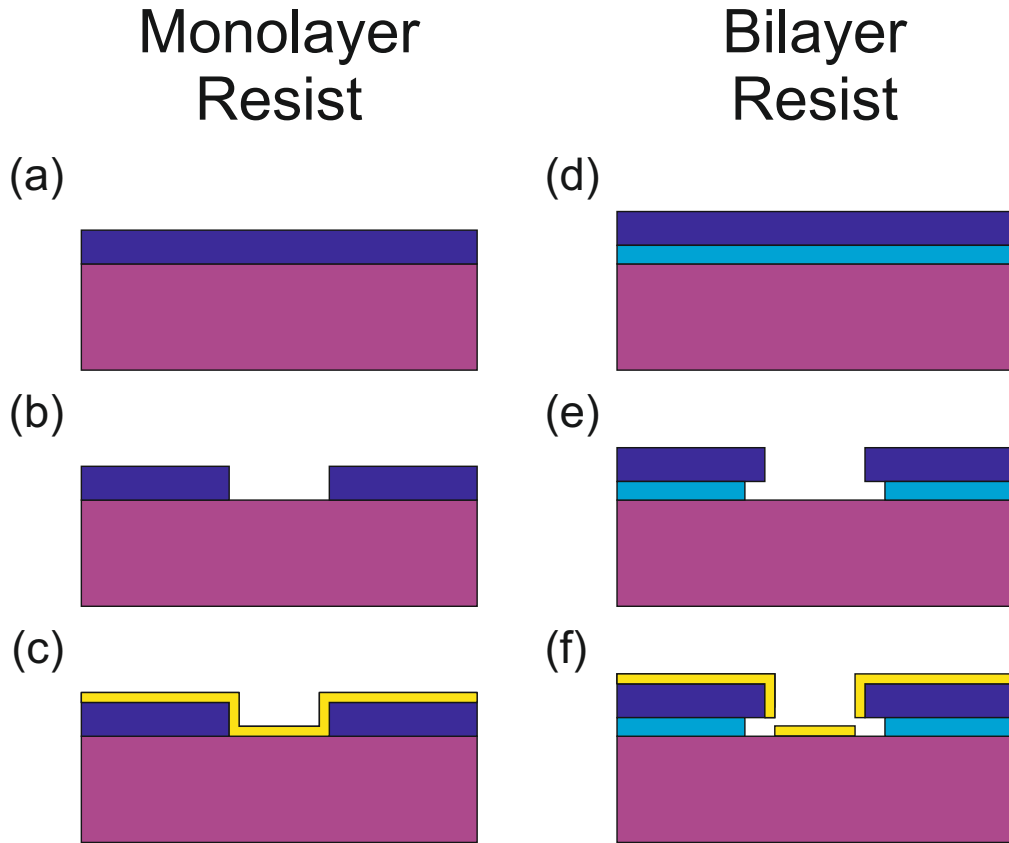 Monolayer
Resist
Bilayer
Resist
(a)
(d)
(b)
(e)
(c)
(f)